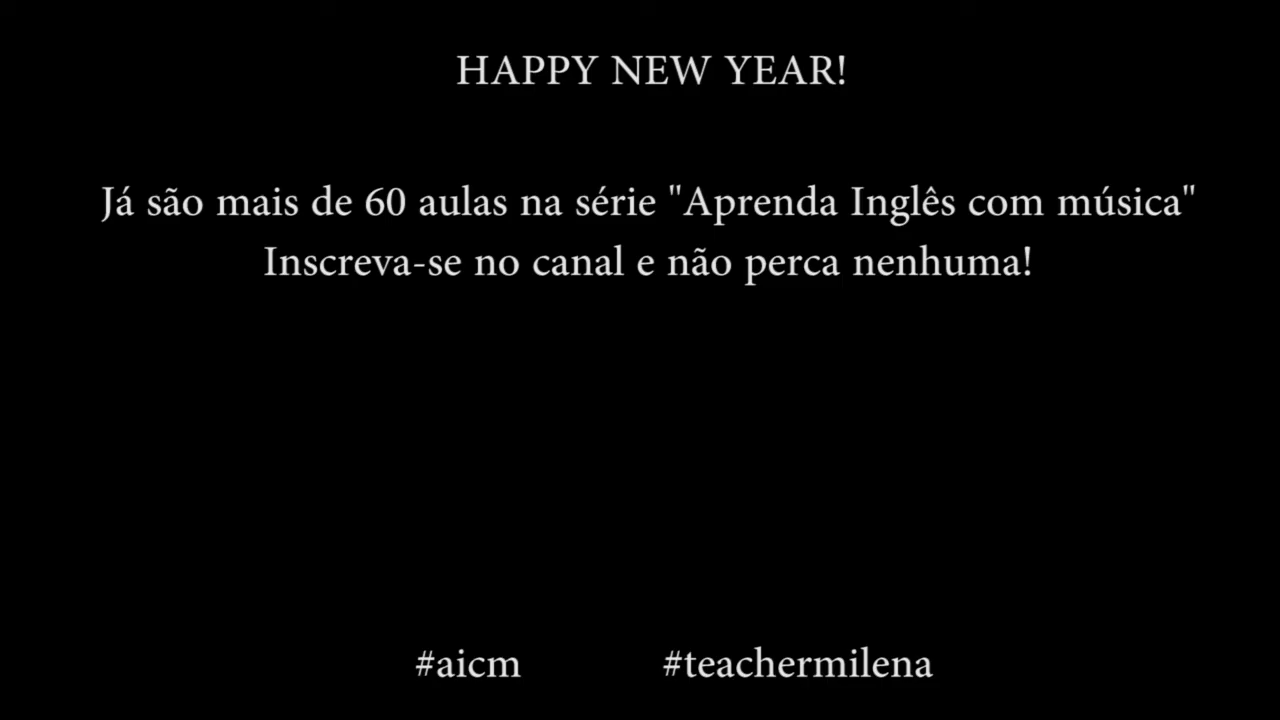 HAPPY NEW YEAR!
Já são mais de 60 aulas na série "Aprenda Inglês com música"
Inscreva-se no canal e não perca nenhuma!
#aicm #teachermilena